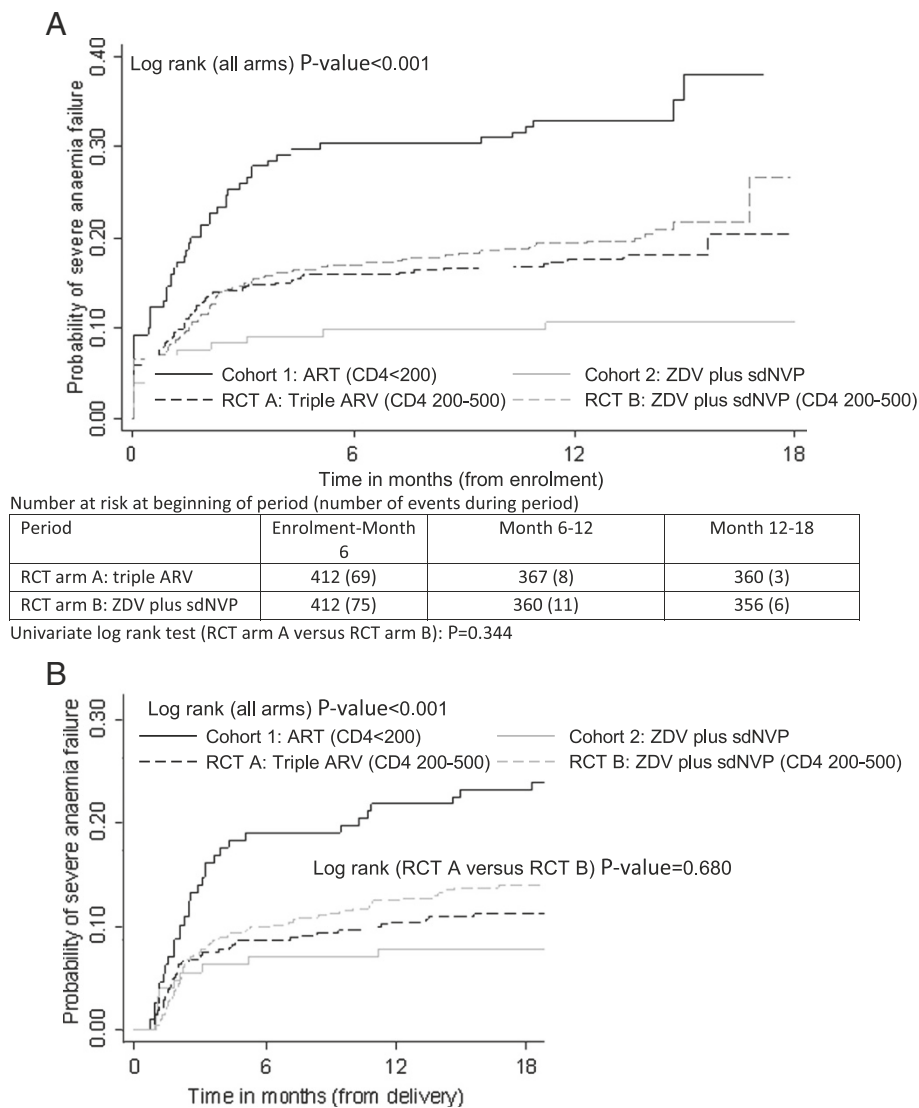 A
Log rank (all arms) P-value<0.001
Probability of severe anaemia failure
0.40
0.30
0.20
0.10
0.00
Cohort 1: ART (CD4<200)
Cohort 2: ZDV plus sdNVP
RCT A: Triple ARV (CD4 200-500)
RCT B: ZDV plus sdNVP (CD4 200-500)
0 6 12 18
Time in months (from enrolment)
Number at risk at beginning of period (number of events during period)
Period Enrolment-Month 6 Month 6-12 Month 12-18
RCT arm A: triple ARV 412 (69) 367 (8) 360 (3)
RCT arm B: ZDV plus sdNVP 412 (75) 360 (11) 356 (6)
Univariate log rank test (RCT arm A versus RCT arm B): P=0.344
B
Log rank (all arms) P-value<0.001
Cohort 1: ART (CD4<200)
Cohort 2: ZDV plus sdNVP
RCT A: Triple ARV (CD4 200-500)
RCT B: ZDV plus sdNVP (CD4 200-500)
Probability of severe anaemia failure
0.30
0.20
0.10
0.00
Log rank (RCT A versus RCT B) P-value=0.680
0 6 12 18
Time in months (from delivery)